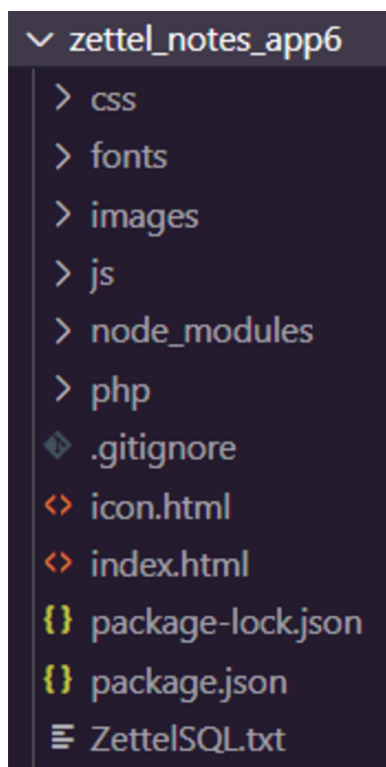 zettel_notes_app6
css
fonts
images
js
node_modules
php
.gitignore
icon.html
index.html
package-lock.json
package.json
ZettelSQL.txt